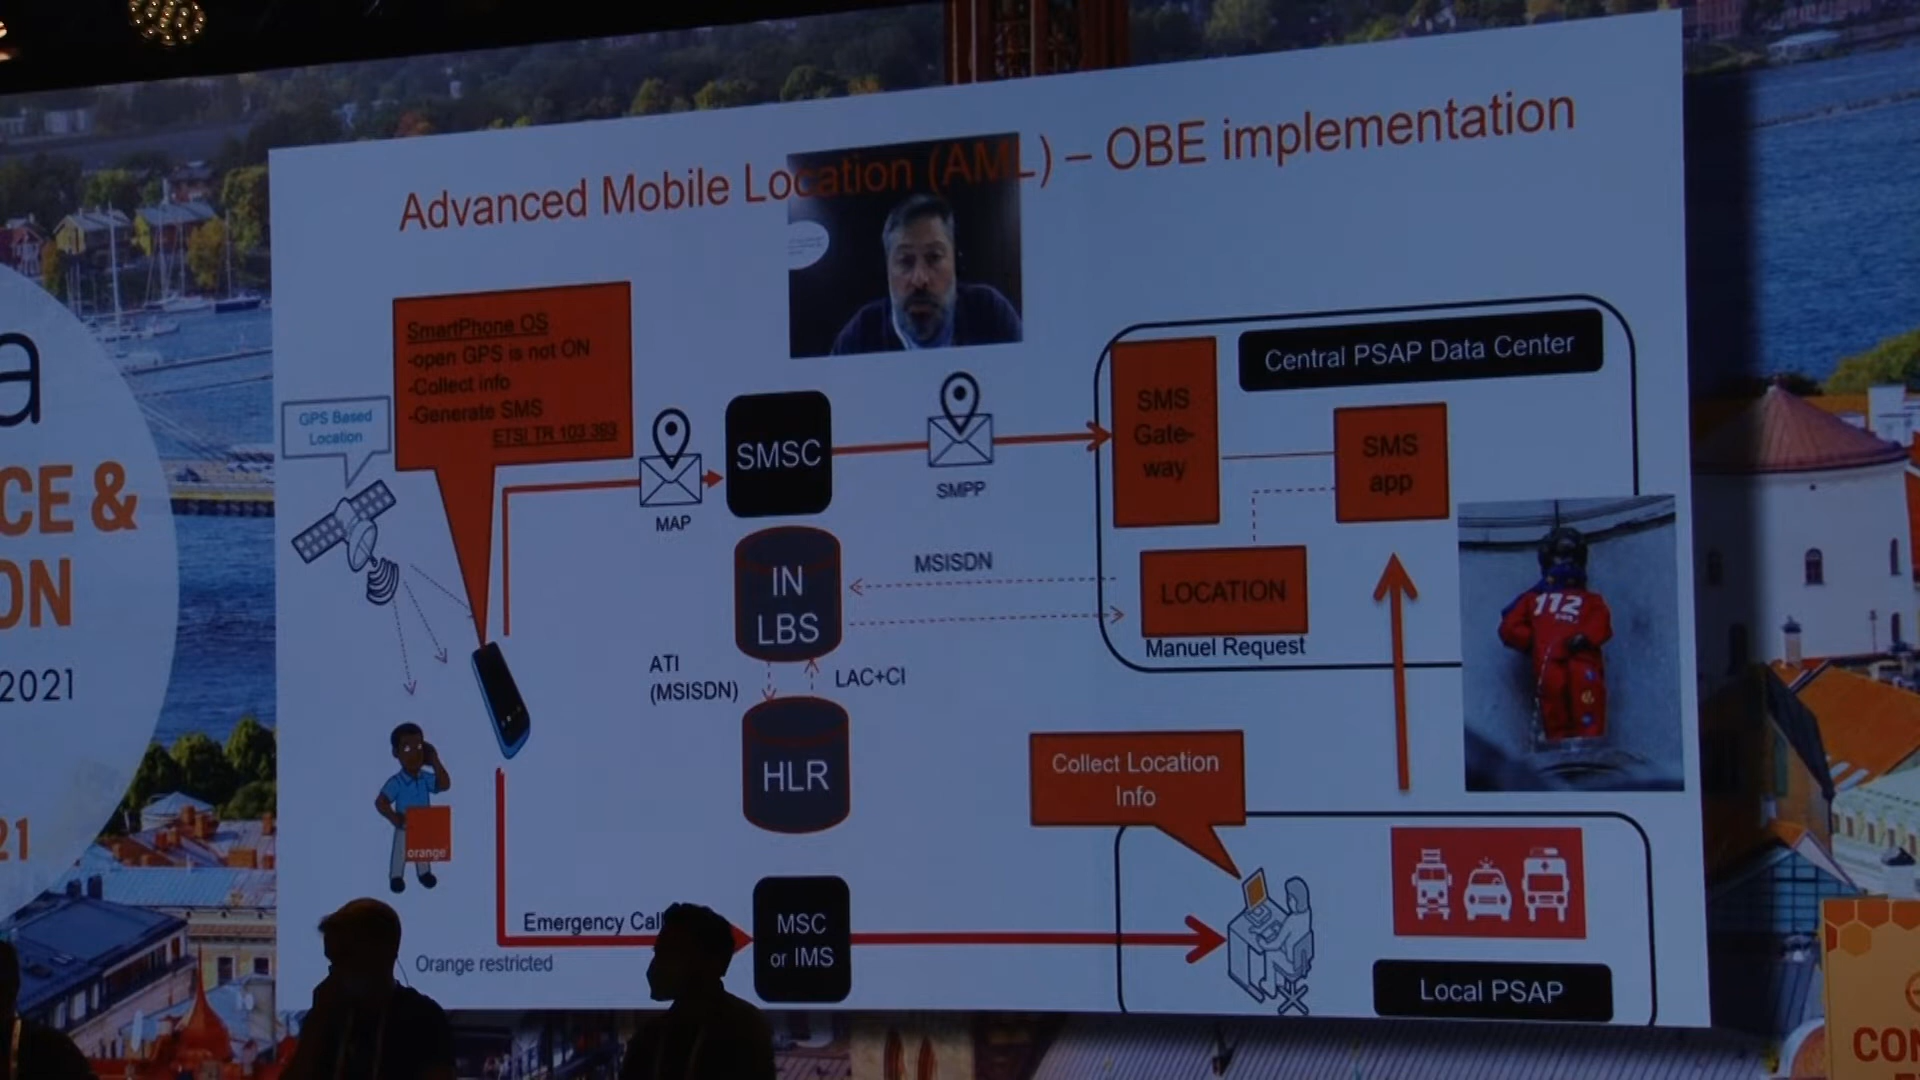 Advanced Mobile Location (AML) – OBE implementation
SmartPhone OS
-open GPS is not ON
-Collect info
-Generate SMS
ETSI TR 103 393
GPS Based
Location
MAP
SMSC
SMPP
SMS
Gate-
way
Central PSAP Data Center
SMS
app
IN
LBS
MSISDN
LOCATION
Manuel Request
112
ATI
(MSISDN)
LAC+CI
HLR
Collect Location
Info
orange
Emergency Call
MSC
or IMS
Orange restricted
Local PSAP
a
CE &
ON
2021
21
CON